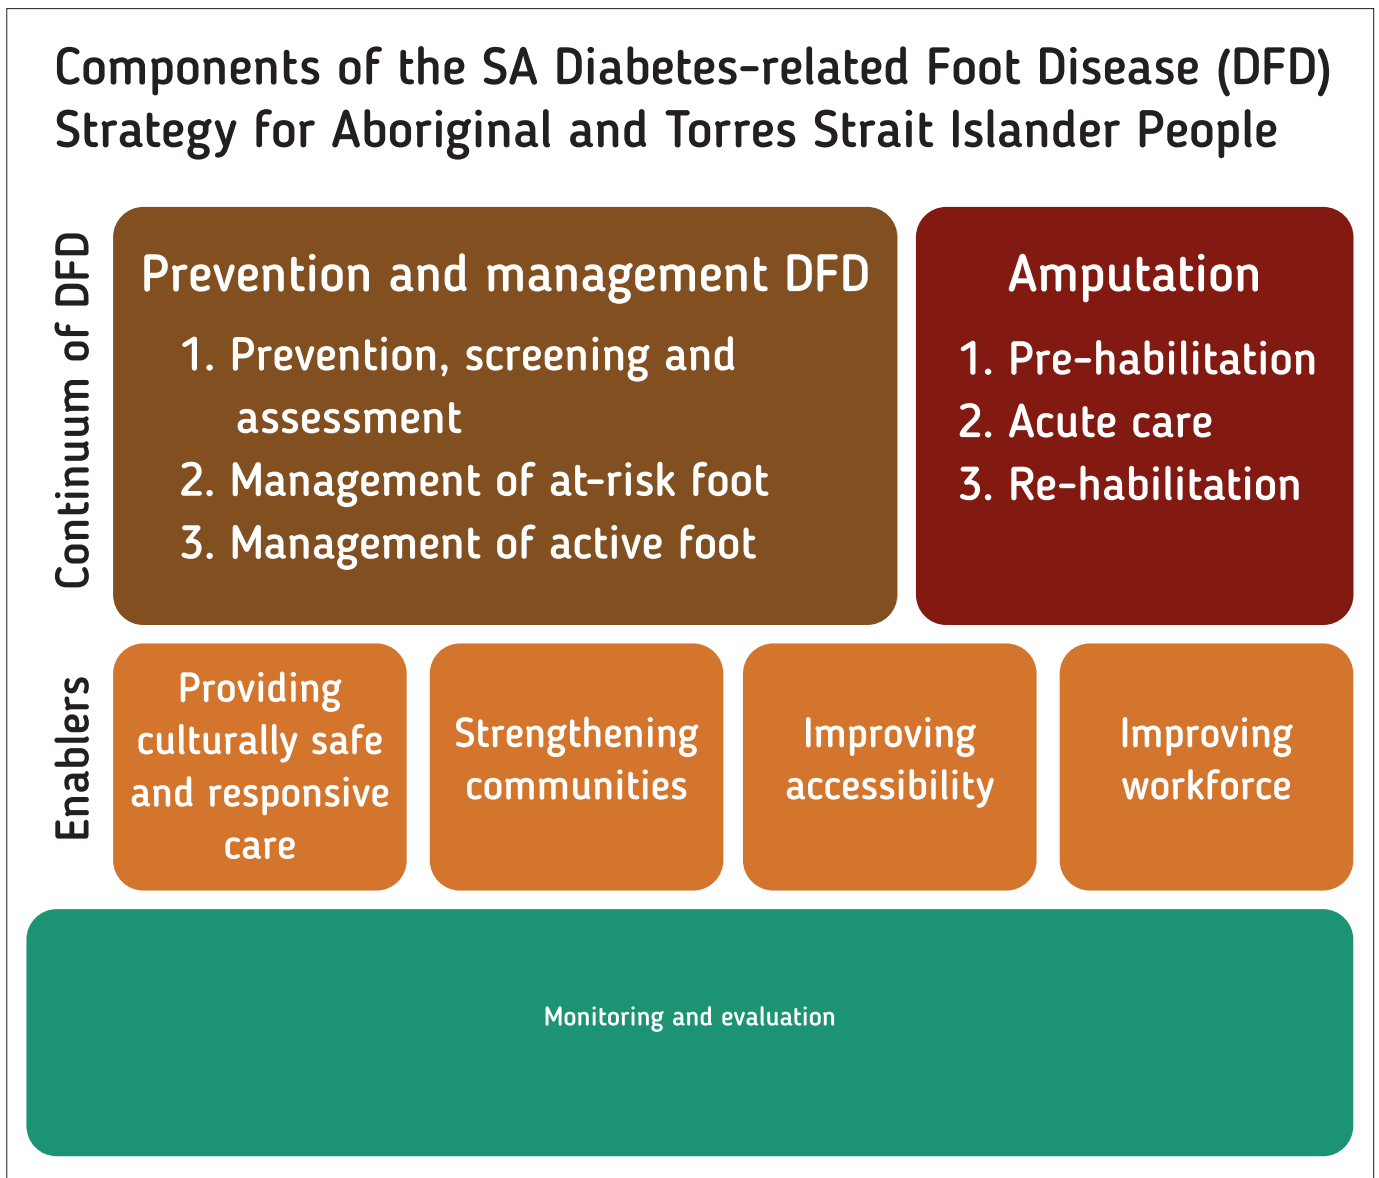 Components of the SA Diabetes-related Foot Disease (DFD)
Strategy for Aboriginal and Torres Strait Islander People
Continuum of DFD
Prevention and management DFD
1. Prevention, screening and
assessment
2. Management of at-risk foot
3. Management of active foot
Amputation
1. Pre-habilitation
2. Acute care
3. Re-habilitation
Enablers
Providing
culturally safe
and responsive
care
Strengthening
communities
Improving
accessibility
Improving
workforce
Monitoring and evaluation